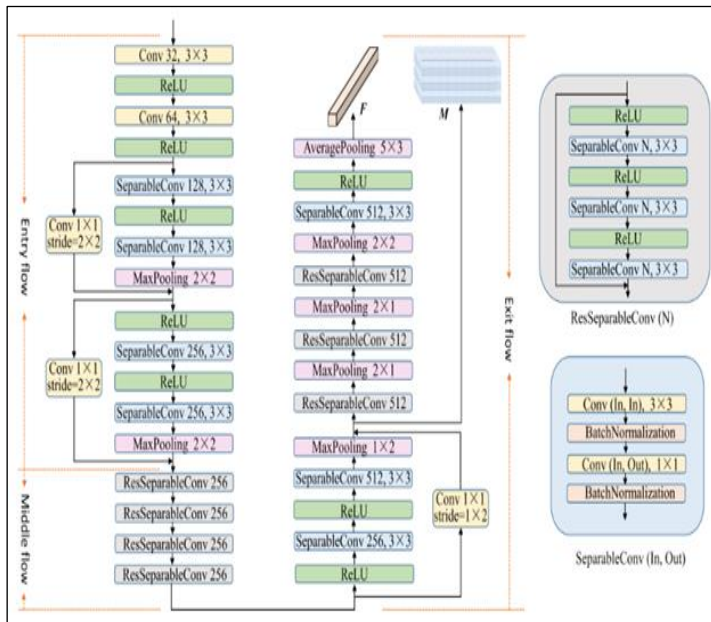 Conv 32, 3×3
ReLU
Conv 64, 3×3
ReLU
SeparableConv 128, 3×3
ReLU
SeparableConv 128, 3×3
MaxPooling 2×2
Conv 1×1
stride=2×2
Entry flow
ReLU
SeparableConv 256, 3×3
ReLU
SeparableConv 256, 3×3
MaxPooling 2×2
Conv 1×1
stride=2×2
ResSeparableConv 256
ResSeparableConv 256
ResSeparableConv 256
ResSeparableConv 256
Middle flow
F
M
AveragePooling 5×3
ReLU
SeparableConv 512, 3×3
MaxPooling 2×2
ResSeparableConv 512
MaxPooling 2×1
ResSeparableConv 512
MaxPooling 2×1
ResSeparableConv 512
MaxPooling 1×2
SeparableConv 512, 3×3
ReLU
SeparableConv 256, 3×3
ReLU
Conv 1×1
stride=1×2
Exit flow
ReLU
SeparableConv N, 3×3
ReLU
SeparableConv N, 3×3
ReLU
SeparableConv N, 3×3
ResSeparableConv (N)
Conv (In, In), 3×3
BatchNormalization
Conv (In, Out), 1×1
BatchNormalization
SeparableConv (In, Out)